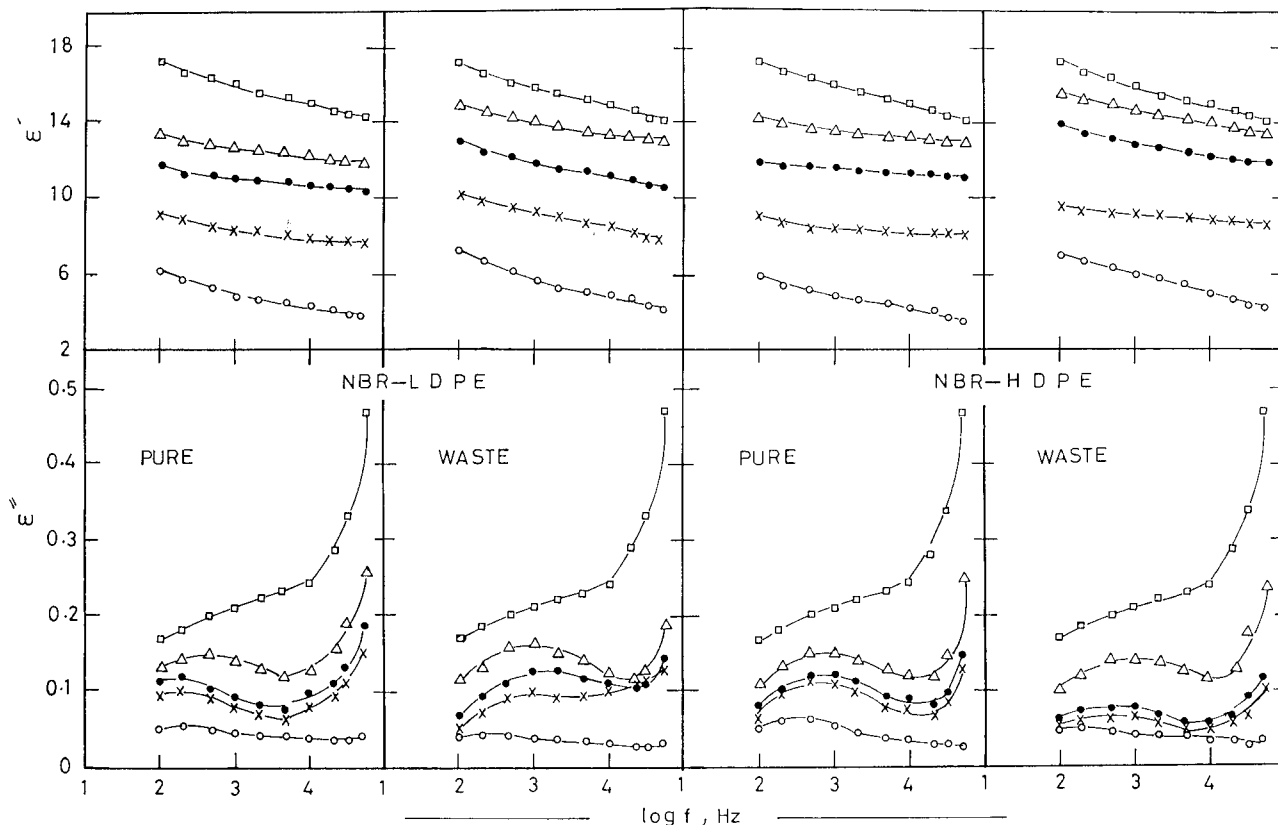 18
ε′
14
10
6
2
NBR-LDPE
NBR-HDPE
0.5
PURE
WASTE
PURE
WASTE
0.4
ε″
0.3
0.2
0.1
0
1 2 3 4 1 2 3 4 1 2 3 4 1 2 3 4
log f, Hz